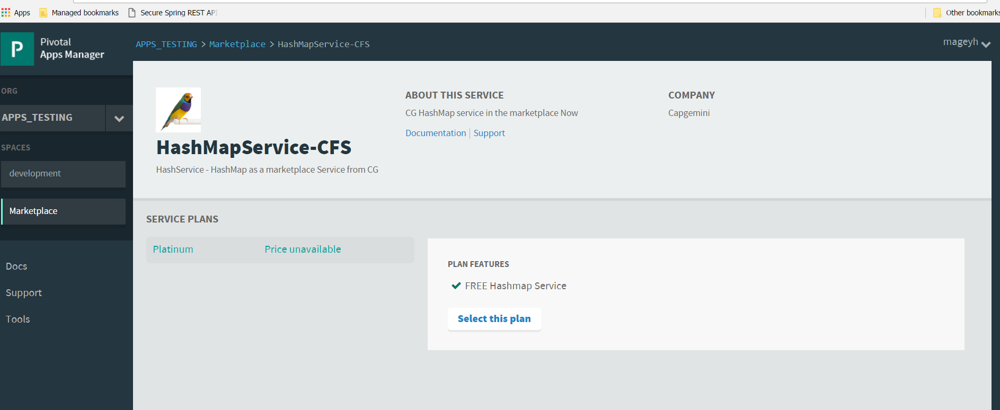 Apps Managed bookmarks Secure Spring REST API Other bookmarks
P Pivotal
Apps Manager
APPS_TESTING > Marketplace > HashMapService-CFS
mageyh
ORG
APPS_TESTING
SPACES
development
Marketplace
Docs
Support
Tools
HashMapService-CFS
HashService - HashMap as a marketplace Service from CG
ABOUT THIS SERVICE
CG HashMap service in the marketplace Now
Documentation | Support
COMPANY
Capgemini
SERVICE PLANS
Platinum Price unavailable
PLAN FEATURES
FREE Hashmap Service
Select this plan